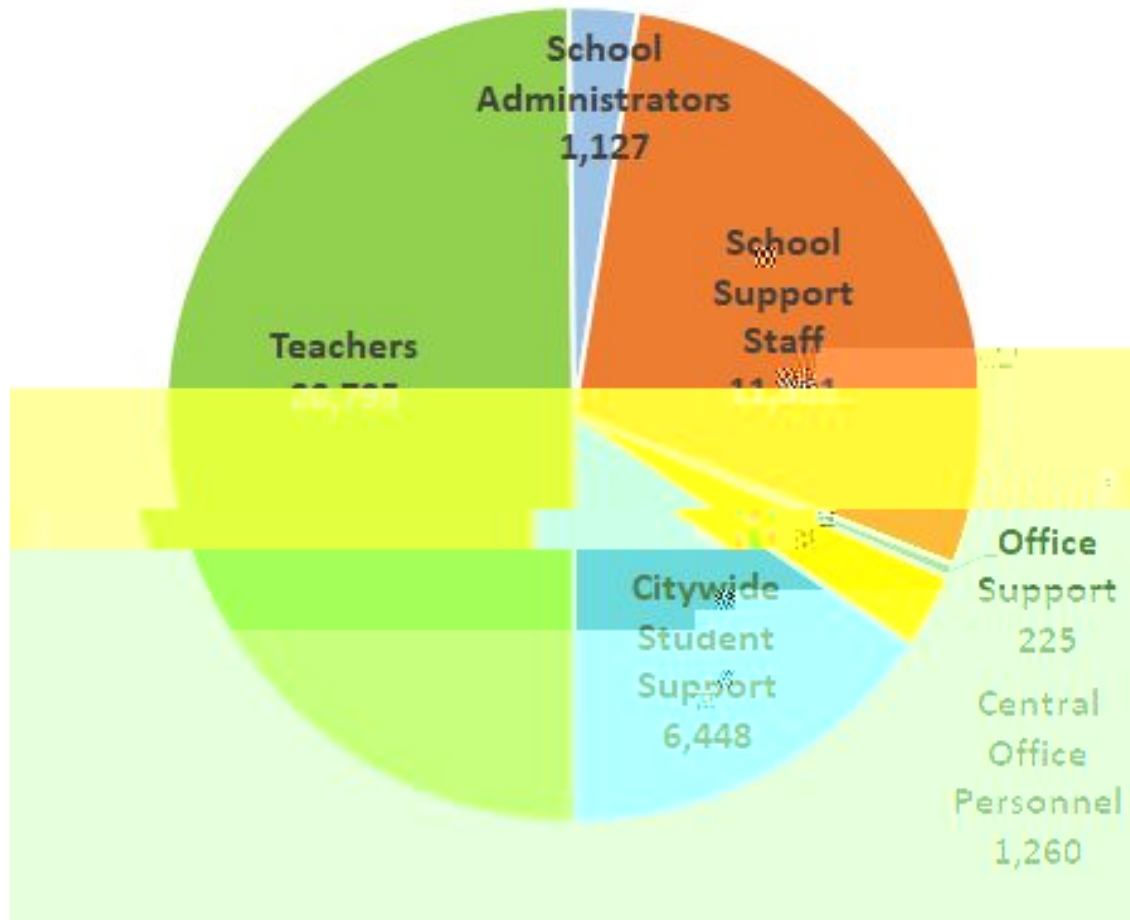 School
Administrators
1,127
School
Support
Staff
Teachers
Office
Support
225
Citywide
Student
Support
6,448
Central
Office
Personnel
1,260